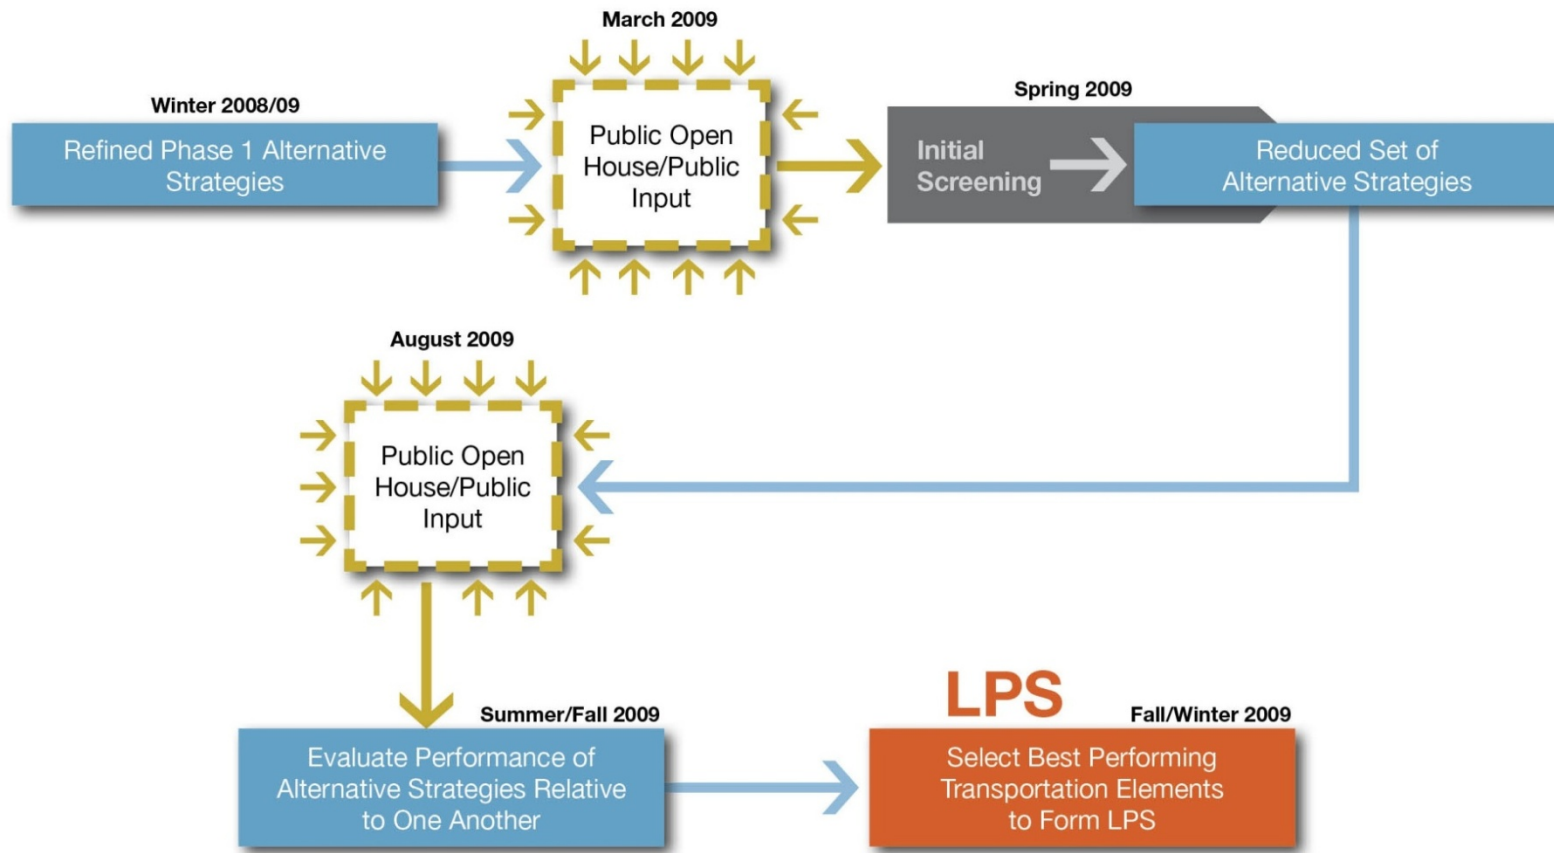 March 2009
Winter 2008/09
Spring 2009
Refined Phase 1 Alternative
Strategies
Public Open
House/Public
Input
Initial
Screening
Reduced Set of
Alternative Strategies
August 2009
Public Open
House/Public
Input
Summer/Fall 2009
Evaluate Performance of
Alternative Strategies Relative
to One Another
LPS
Fall/Winter 2009
Select Best Performing
Transportation Elements
to Form LPS